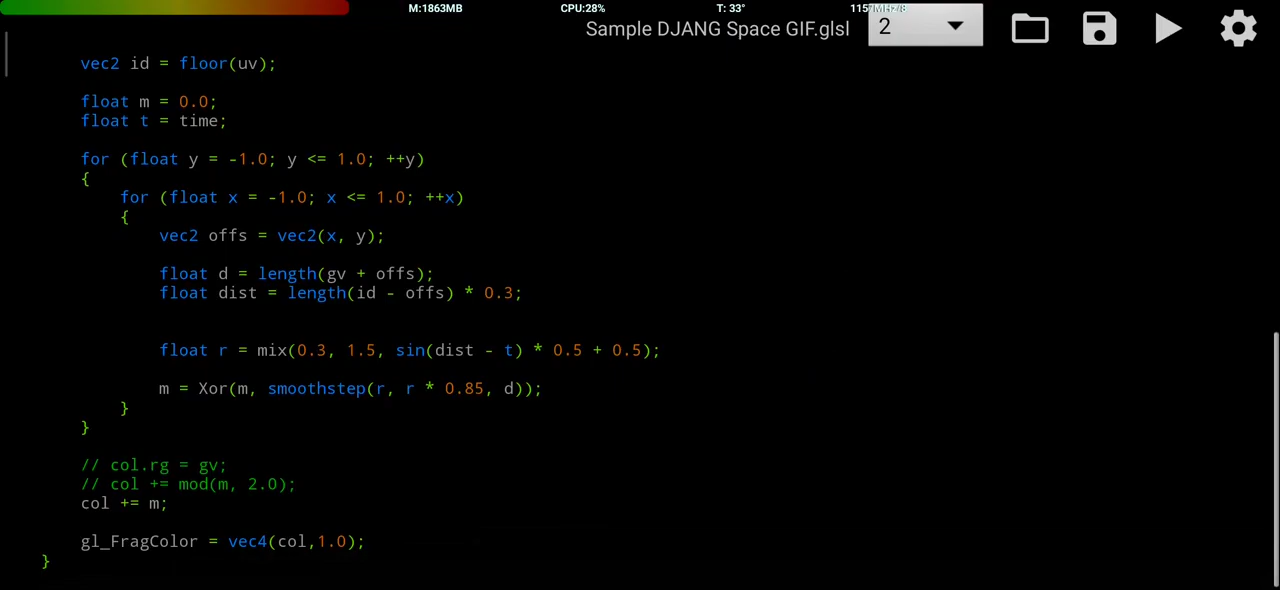 M:1863MB CPU:28% T: 33° 1157MHz/8
Sample DJANG Space GIF.glsl 2
vec2 id = floor(uv);
float m = 0.0;
float t = time;
for (float y = -1.0; y <= 1.0; ++y)
{
for (float x = -1.0; x <= 1.0; ++x)
{
vec2 offs = vec2(x, y);
float d = length(gv + offs);
float dist = length(id - offs) * 0.3;
float r = mix(0.3, 1.5, sin(dist - t) * 0.5 + 0.5);
m = Xor(m, smoothstep(r, r * 0.85, d));
}
}
// col.rg = gv;
// col += mod(m, 2.0);
col += m;
gl_FragColor = vec4(col,1.0);
}